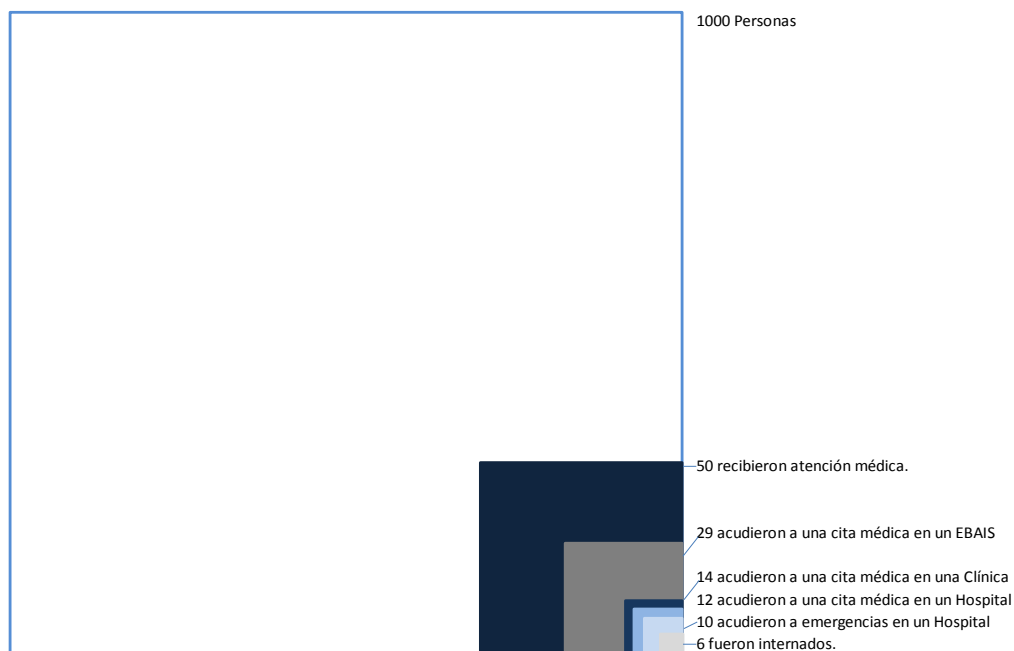 1000 Personas
50 recibieron atención médica.
29 acudieron a una cita médica en un EBAIS
14 acudieron a una cita médica en una Clínica
12 acudieron a una cita médica en un Hospital
10 acudieron a emergencias en un Hospital
6 fueron internados.